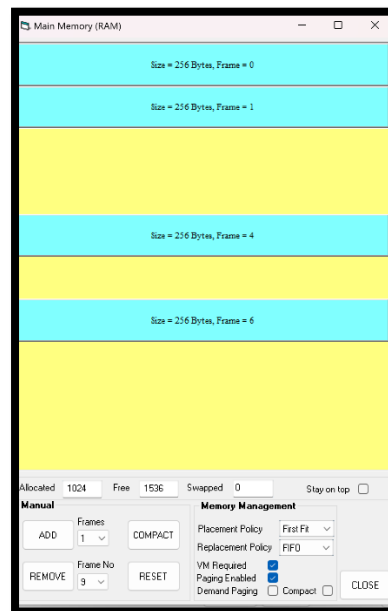 Main Memory (RAM)
Size = 256 Bytes, Frame = 0
Size = 256 Bytes, Frame = 1
Size = 256 Bytes, Frame = 4
Size = 256 Bytes, Frame = 6
Allocated 1024 Free 1536 Swapped 0 Stay on top
Manual
Frames
ADD 1 COMPACT
Frame No
REMOVE 9 RESET
Memory Management
Placement Policy First Fit
Replacement Policy FIFO
VM Required
Paging Enabled
Demand Paging Compact
CLOSE